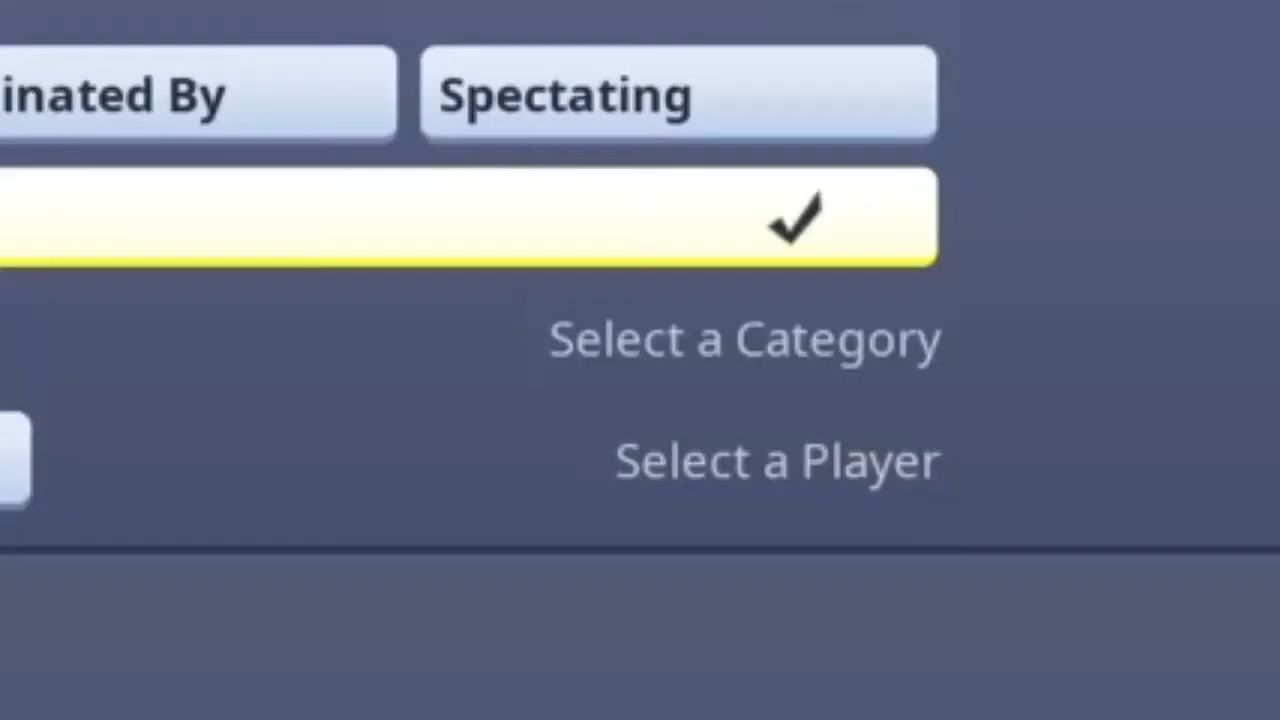 inated By
Spectating
Select a Category
Select a Player